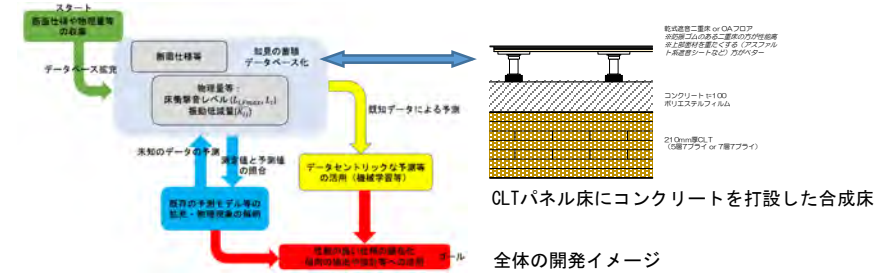 スタート
断面仕様や物理量等
の収集
データベース拡充
断面仕様等
知見の蓄積
データベース化
物理量等：
床衝撃音レベル(Li,Fmax, Li)
振動低減量(Kij)
既知データによる予測
未知のデータの予測
測定値と予測値
の照合
データセントリックな予測等
の活用（機械学習等）
既存の予測モデル等の
拡充・物理現象の解明
ゴール
乾式遮音二重床 or OAフロア
※防振ゴムのある二重床の方が性能高
※上部面材を重たくする（アスファル
ト系遮音シートなど）方がベター
コンクリート t=100
ポリエステルフィルム
210mm厚CLT
(5層7プライ or 7層7プライ)
CLTパネル床にコンクリートを打設した合成床
全体の開発イメージ